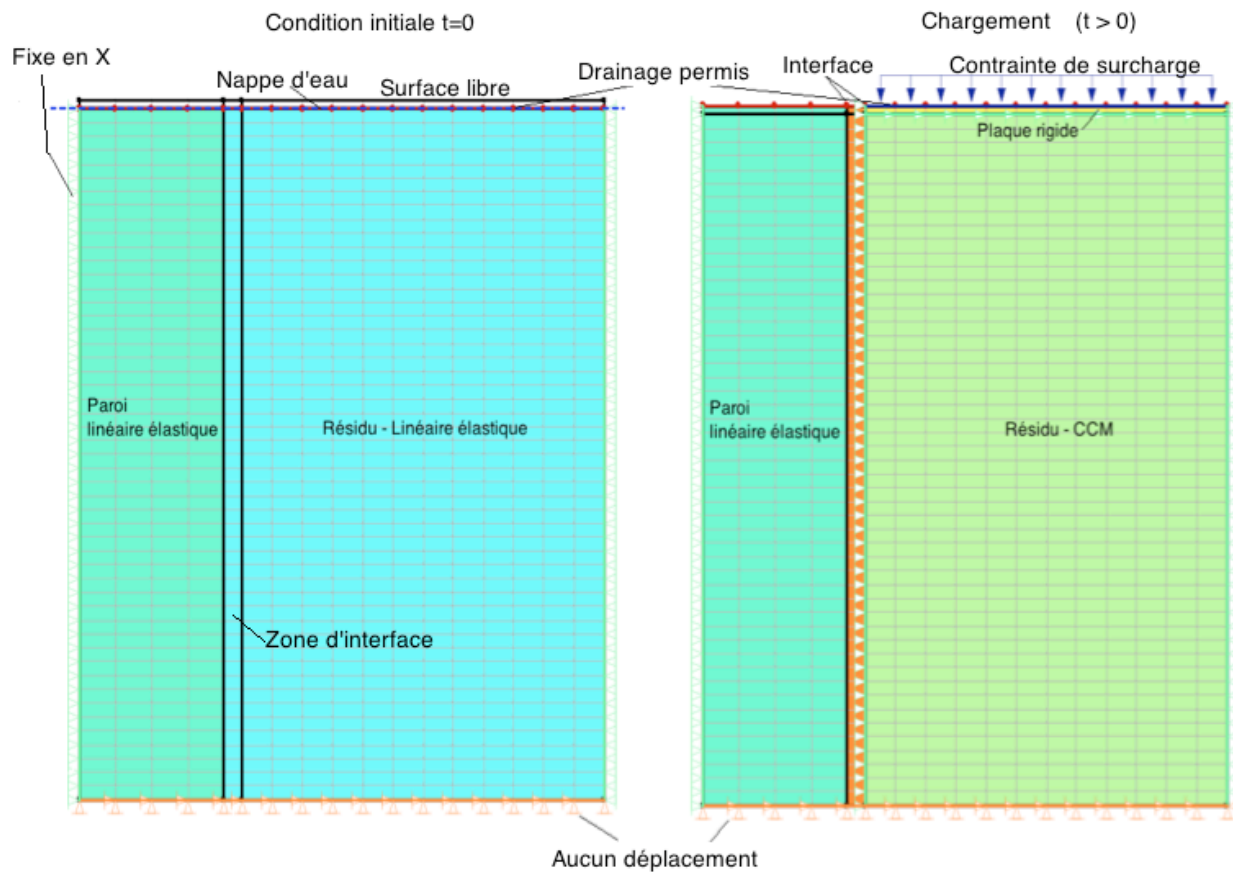 Condition initiale t=0
Chargement (t > 0)
Fixe en X
Nappe d'eau
Surface libre
Drainage permis
Interface
Contrainte de surcharge
Plaque rigide
Paroi
linéaire élastique
Résidu - Linéaire élastique
Paroi
linéaire élastique
Résidu - CCM
Zone d'interface
Aucun déplacement